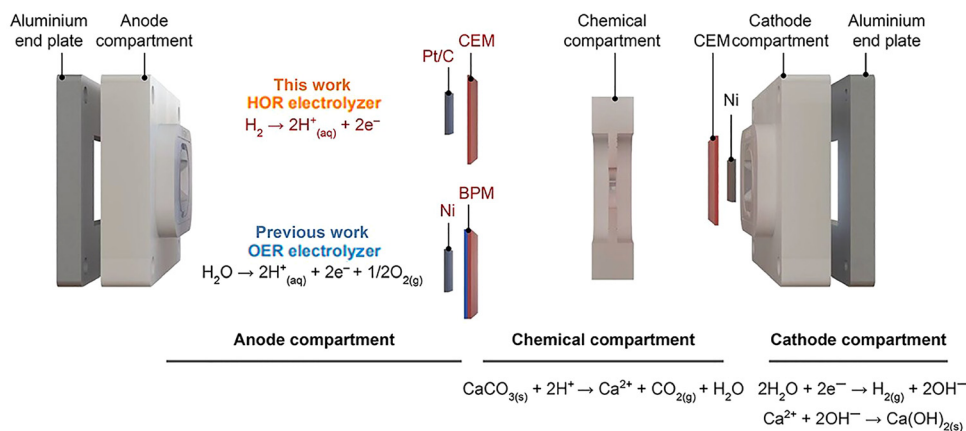 Aluminium end plate
Anode compartment
Chemical compartment
Cathode compartment
Aluminium end plate
CEM
Pt/C
This work
HOR electrolyzer
H₂ → 2H⁺(aq) + 2e⁻
CEM
Ni
BPM
Ni
Previous work
OER electrolyzer
H₂O → 2H⁺(aq) + 2e⁻ + 1/2O₂(g)
Anode compartment
Chemical compartment
Cathode compartment
CaCO₃(s) + 2H⁺ → Ca²⁺ + CO₂(g) + H₂O
2H₂O + 2e⁻ → H₂(g) + 2OH⁻
Ca²⁺ + 2OH⁻ → Ca(OH)₂(s)